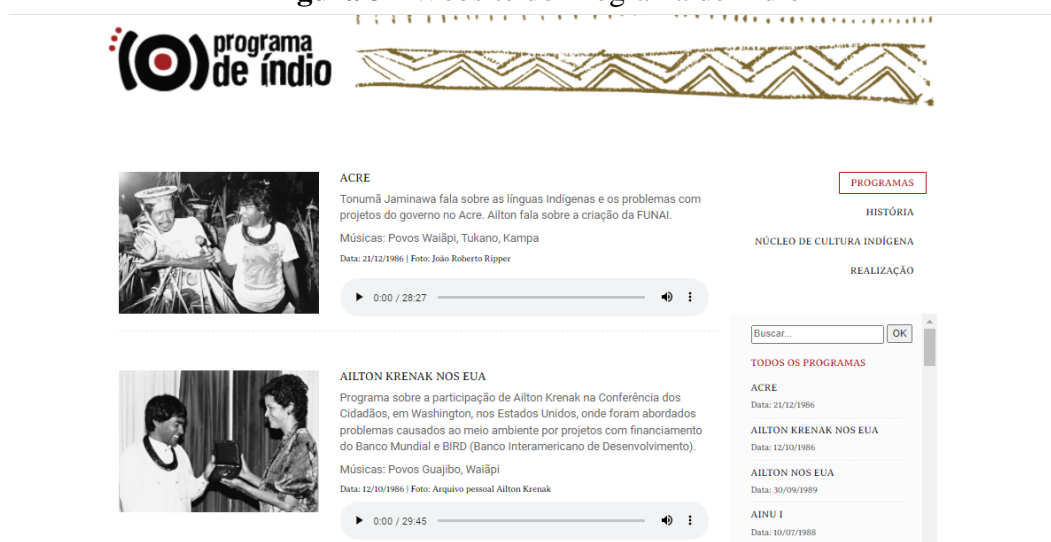 programa
de índio
ACRE
Tonumã Jaminawa fala sobre as línguas Indígenas e os problemas com
projetos do governo no Acre. Ailton fala sobre a criação da FUNAI.
Músicas: Povos Waiãpi, Tukano, Kampa
Data: 21/12/1986 | Foto: João Roberto Ripper
0:00 / 28:27
AILTON KRENAK NOS EUA
Programa sobre a participação de Ailton Krenak na Conferência dos
Cidadãos, em Washington, nos Estados Unidos, onde foram abordados
problemas causados ao meio ambiente por projetos com financiamento
do Banco Mundial e BIRD (Banco Interamericano de Desenvolvimento).
Músicas: Povos Guajibo, Waiãpi
Data: 12/10/1986 | Foto: Arquivo pessoal Ailton Krenak
0:00 / 29:45
PROGRAMAS
HISTÓRIA
NÚCLEO DE CULTURA INDÍGENA
REALIZAÇÃO
Buscar... OK
TODOS OS PROGRAMAS
ACRE
Data: 21/12/1986
AILTON KRENAK NOS EUA
Data: 12/10/1986
AILTON NOS EUA
Data: 30/09/1989
AINU I
Data: 10/07/1988